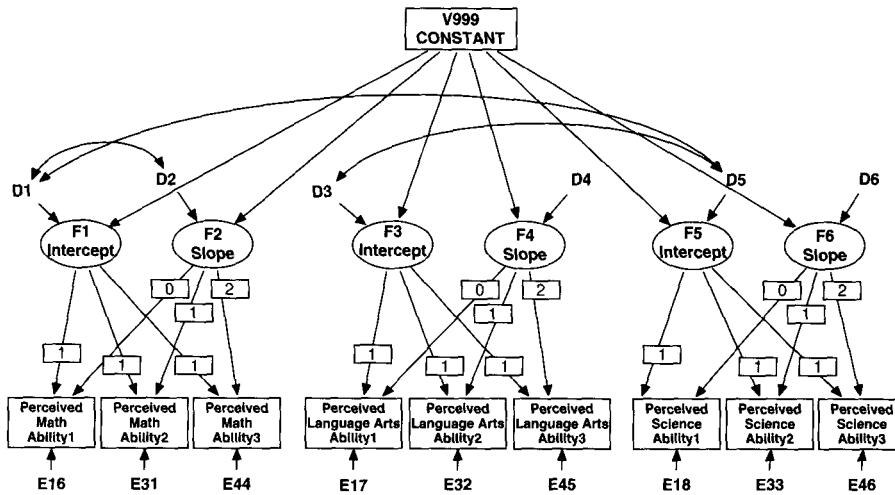 V999
CONSTANT
D1
D2
D3
D4
D5
D6
F1
Intercept
F2
Slope
F3
Intercept
F4
Slope
F5
Intercept
F6
Slope
0
2
0
2
0
2
1
1
1
1
1
1
1
1
1
1
1
1
Perceived
Math
Ability1
Perceived
Math
Ability2
Perceived
Math
Ability3
Perceived
Language Arts
Ability1
Perceived
Language Arts
Ability2
Perceived
Language Arts
Ability3
Perceived
Science
Ability1
Perceived
Science
Ability2
Perceived
Science
Ability3
E16
E31
E44
E17
E32
E45
E18
E33
E46